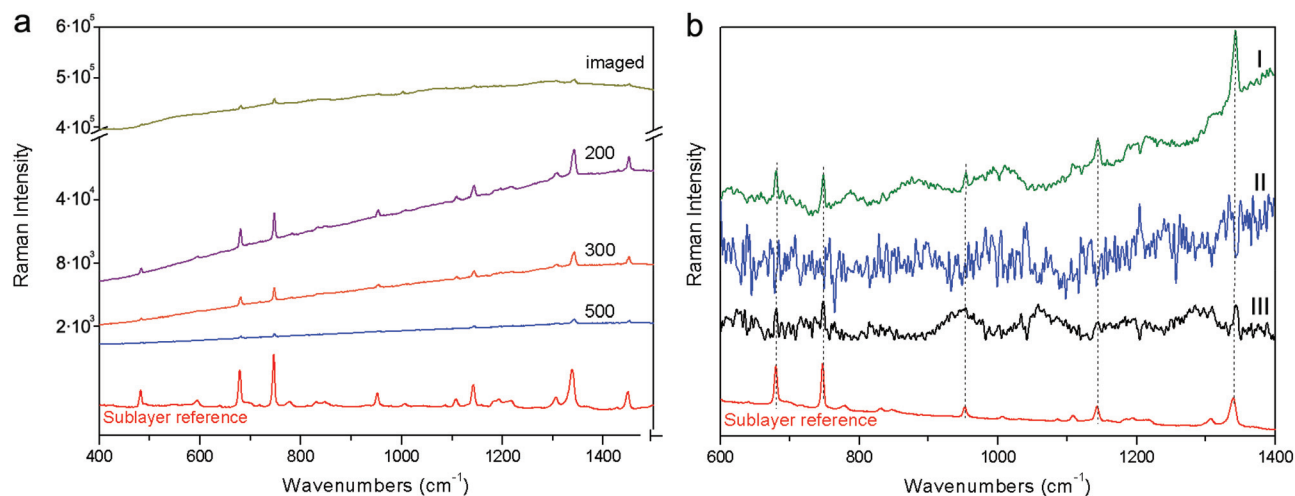 a
6·10⁵
5·10⁵
4·10⁵
4·10⁴
8·10³
2·10³
Raman Intensity
imaged
200
300
500
Sublayer reference
400 600 800 1000 1200 1400
Wavenumbers (cm⁻¹)
b
Raman Intensity
I
II
III
Sublayer reference
600 800 1000 1200 1400
Wavenumbers (cm⁻¹)